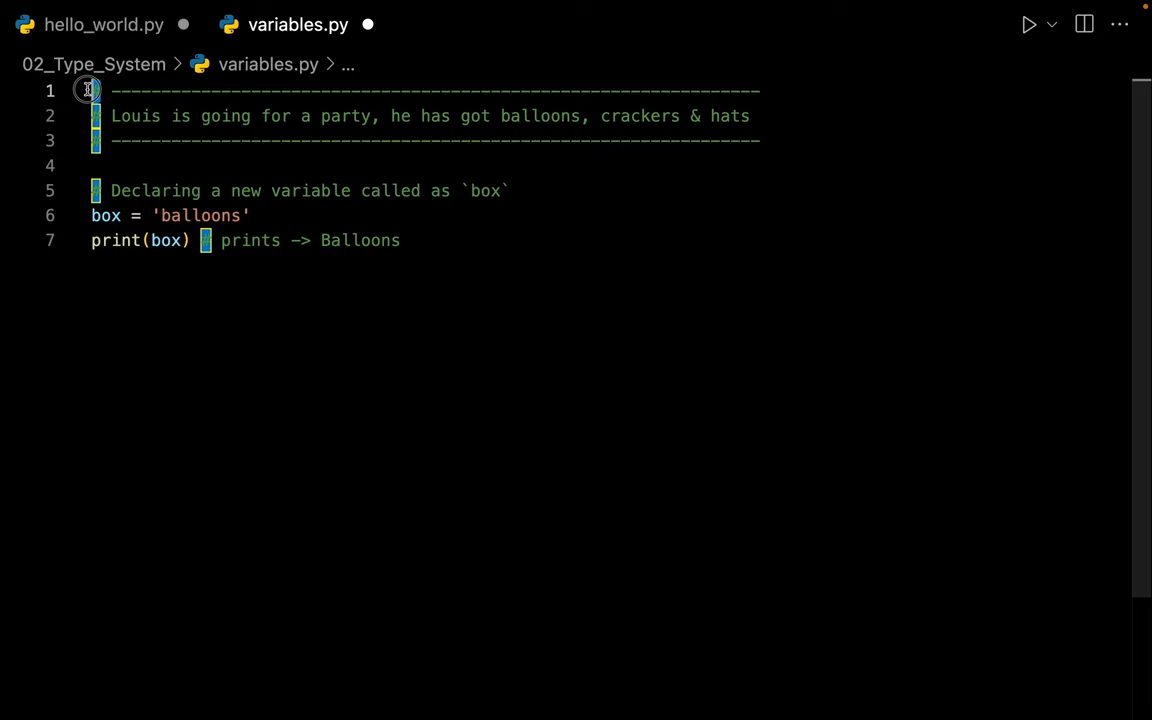 hello_world.py variables.py
02_Type_System > variables.py > ...
1 # -----------------------------------------------------------------
2 # Louis is going for a party, he has got balloons, crackers & hats
3 # -----------------------------------------------------------------
4
5 # Declaring a new variable called as `box`
6 box = 'balloons'
7 print(box) # prints -> Balloons